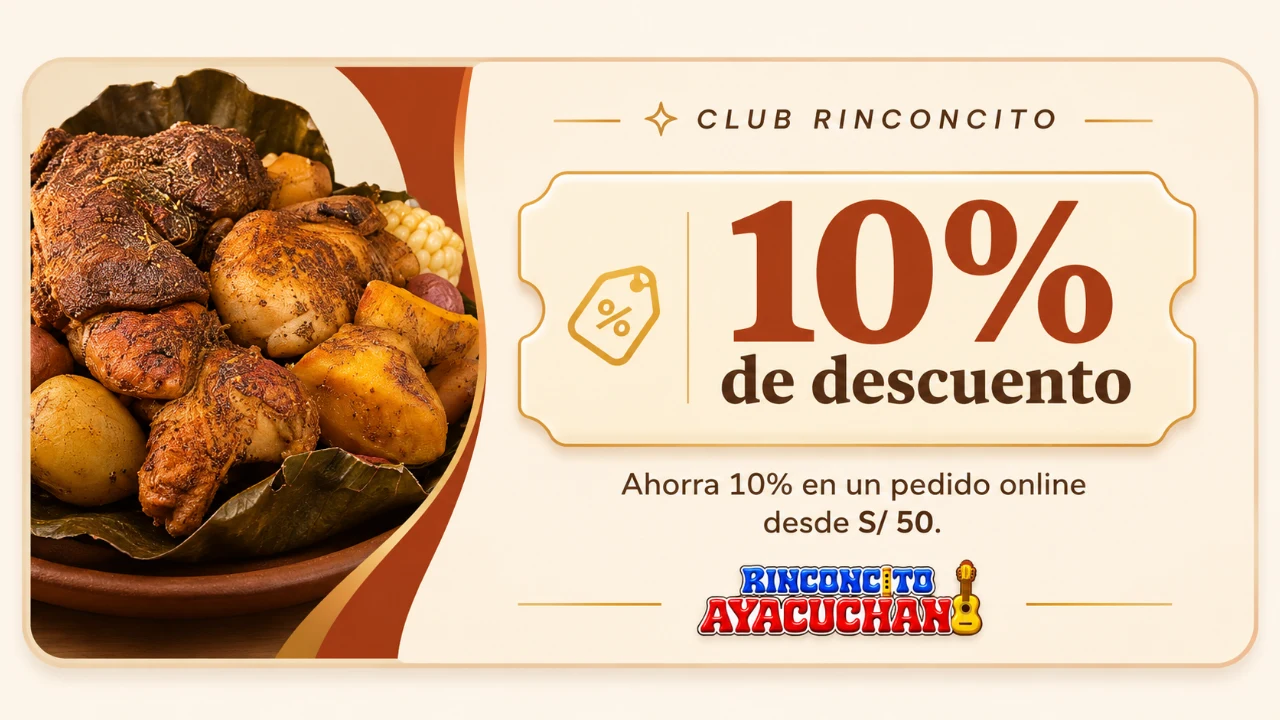 CLUB RINCONCITO
%
10%
de descuento
Ahorra 10% en un pedido online
desde S/ 50.
RINCONCITO
AYACUCHANO